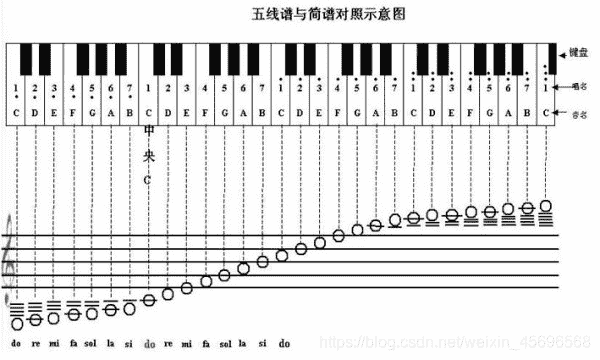 五线谱与简谱对照示意图
键盘
1 2 3 4 5 6 7 1 2 3 4 5 6 7 1 2 3 4 5 6 7 1 2 3 4 5 6 7 1 唱名
C D E F G A B C D E F G A B C D E F G A B C D E F G A B C 音名
中
央
C
do re mi fa sol la si do re mi fa sol la si do
https://blog.csdn.net/weixin_45696568